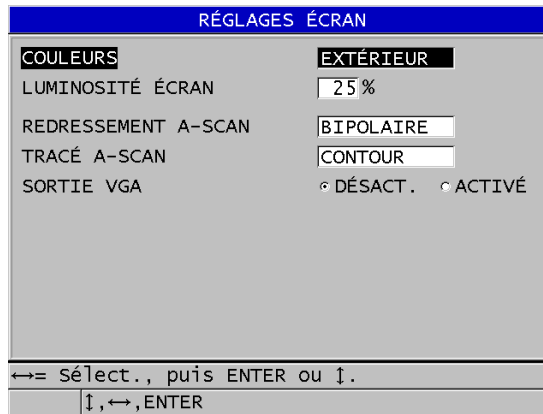 RÉGLAGES ÉCRAN
COULEURS EXTÉRIEUR
LUMINOSITÉ ÉCRAN 25%
REDRESSEMENT A-SCAN BIPOLAIRE
TRACÉ A-SCAN CONTOUR
SORTIE VGA DÉSACT. ACTIVÉ
↔= Sélect., puis ENTER ou ↕.
↕,↔,ENTER